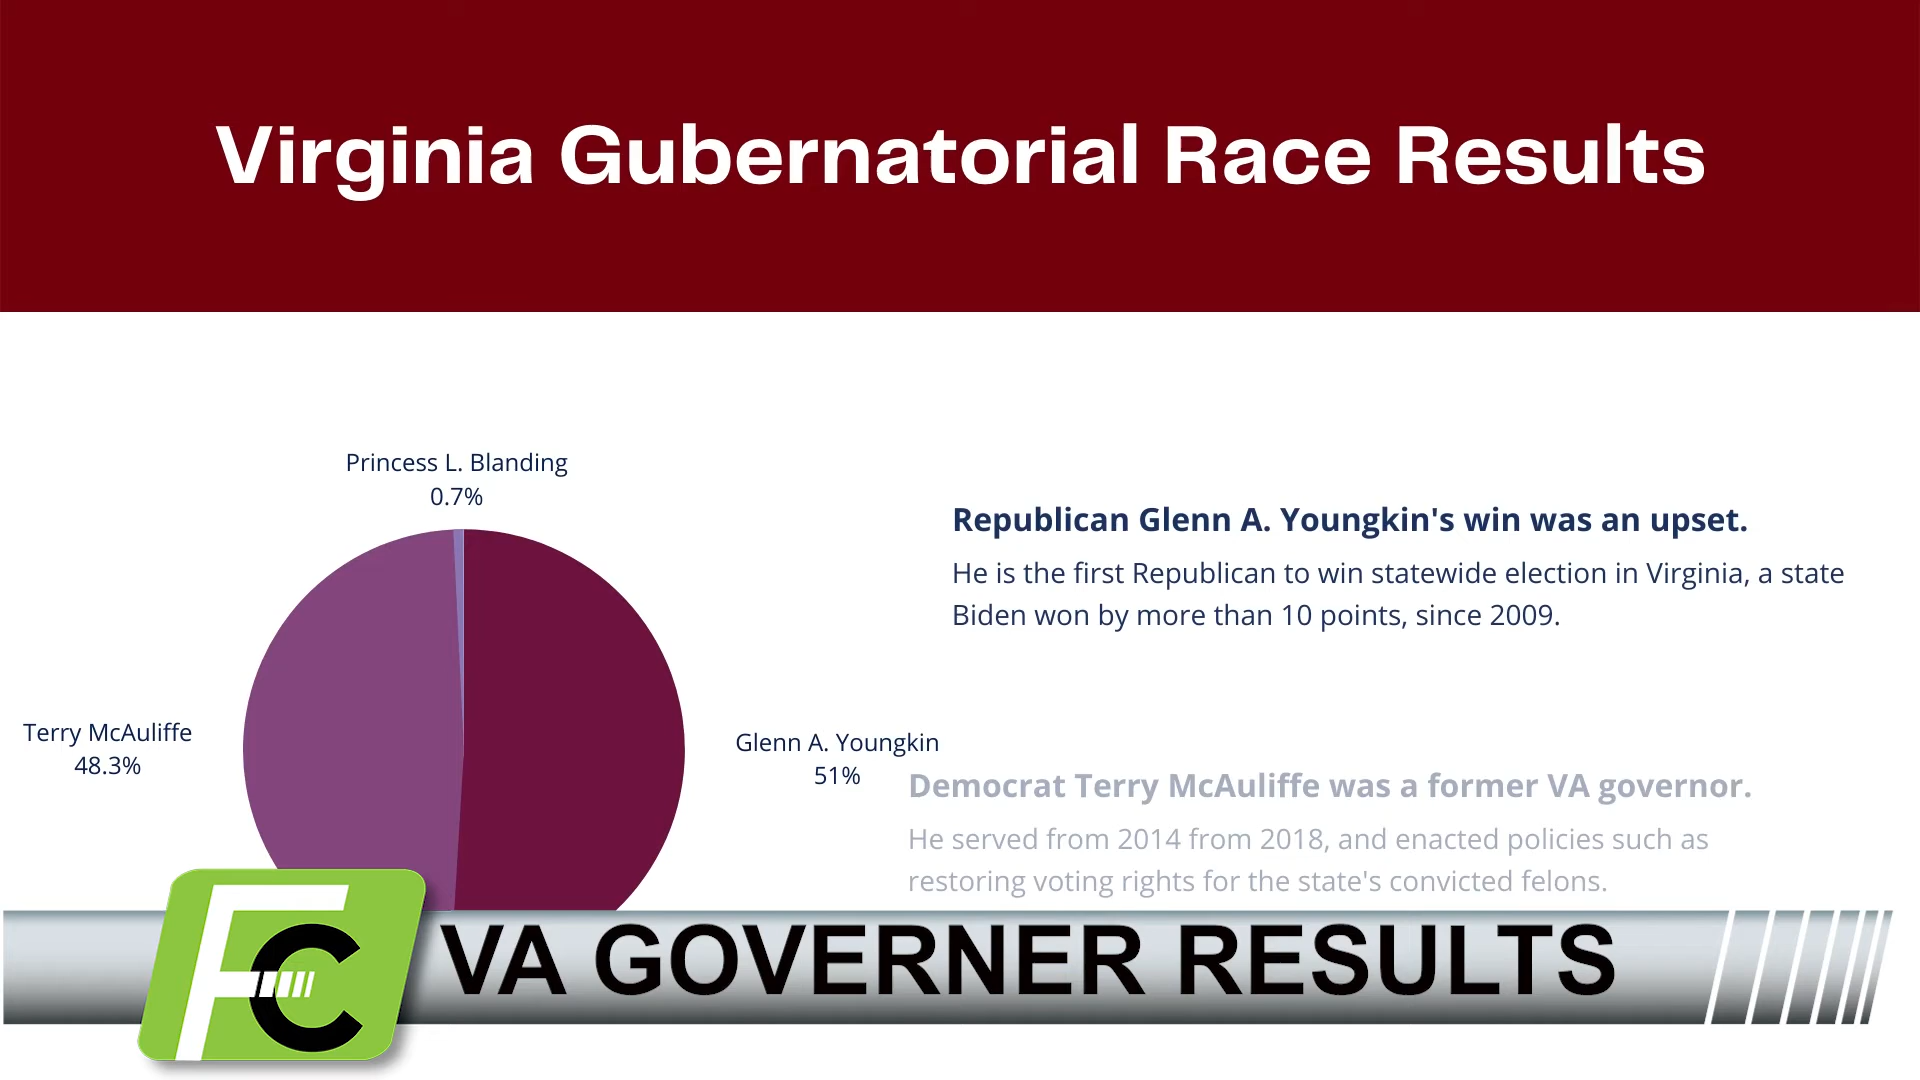 Virginia Gubernatorial Race Results
Princess L. Blanding
0.7%
Terry McAuliffe
48.3%
Glenn A. Youngkin
51%
Republican Glenn A. Youngkin's win was an upset.
He is the first Republican to win statewide election in Virginia, a state
Biden won by more than 10 points, since 2009.
Democrat Terry McAuliffe was a former VA governor.
He served from 2014 from 2018, and enacted policies such as
restoring voting rights for the state's convicted felons.
FC
VA GOVERNER RESULTS